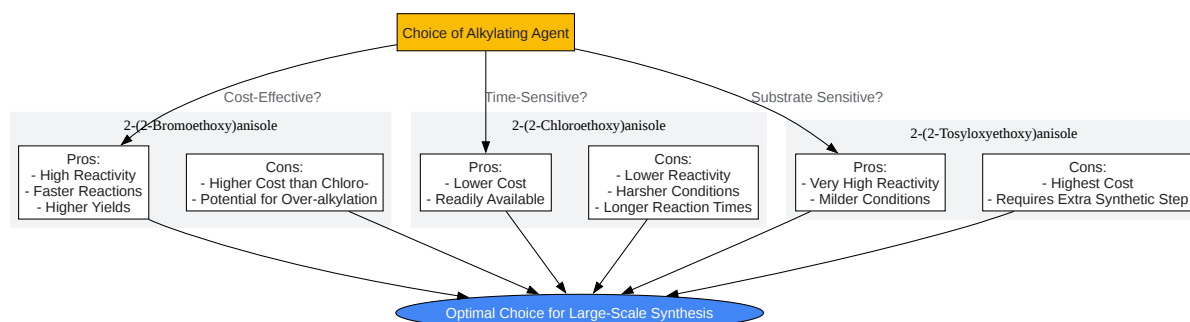 Choice of Alkylating Agent
Cost-Effective?
Time-Sensitive?
Substrate Sensitive?
2-(2-Bromoethoxy)anisole
Pros:
- High Reactivity
- Faster Reactions
- Higher Yields
Cons:
- Higher Cost than Chloro-
- Potential for Over-alkylation
2-(2-Chloroethoxy)anisole
Pros:
- Lower Cost
- Readily Available
Cons:
- Lower Reactivity
- Harsher Conditions
- Longer Reaction Times
2-(2-Tosyloxyethoxy)anisole
Pros:
- Very High Reactivity
- Milder Conditions
Cons:
- Highest Cost
- Requires Extra Synthetic Step
Optimal Choice for Large-Scale Synthesis